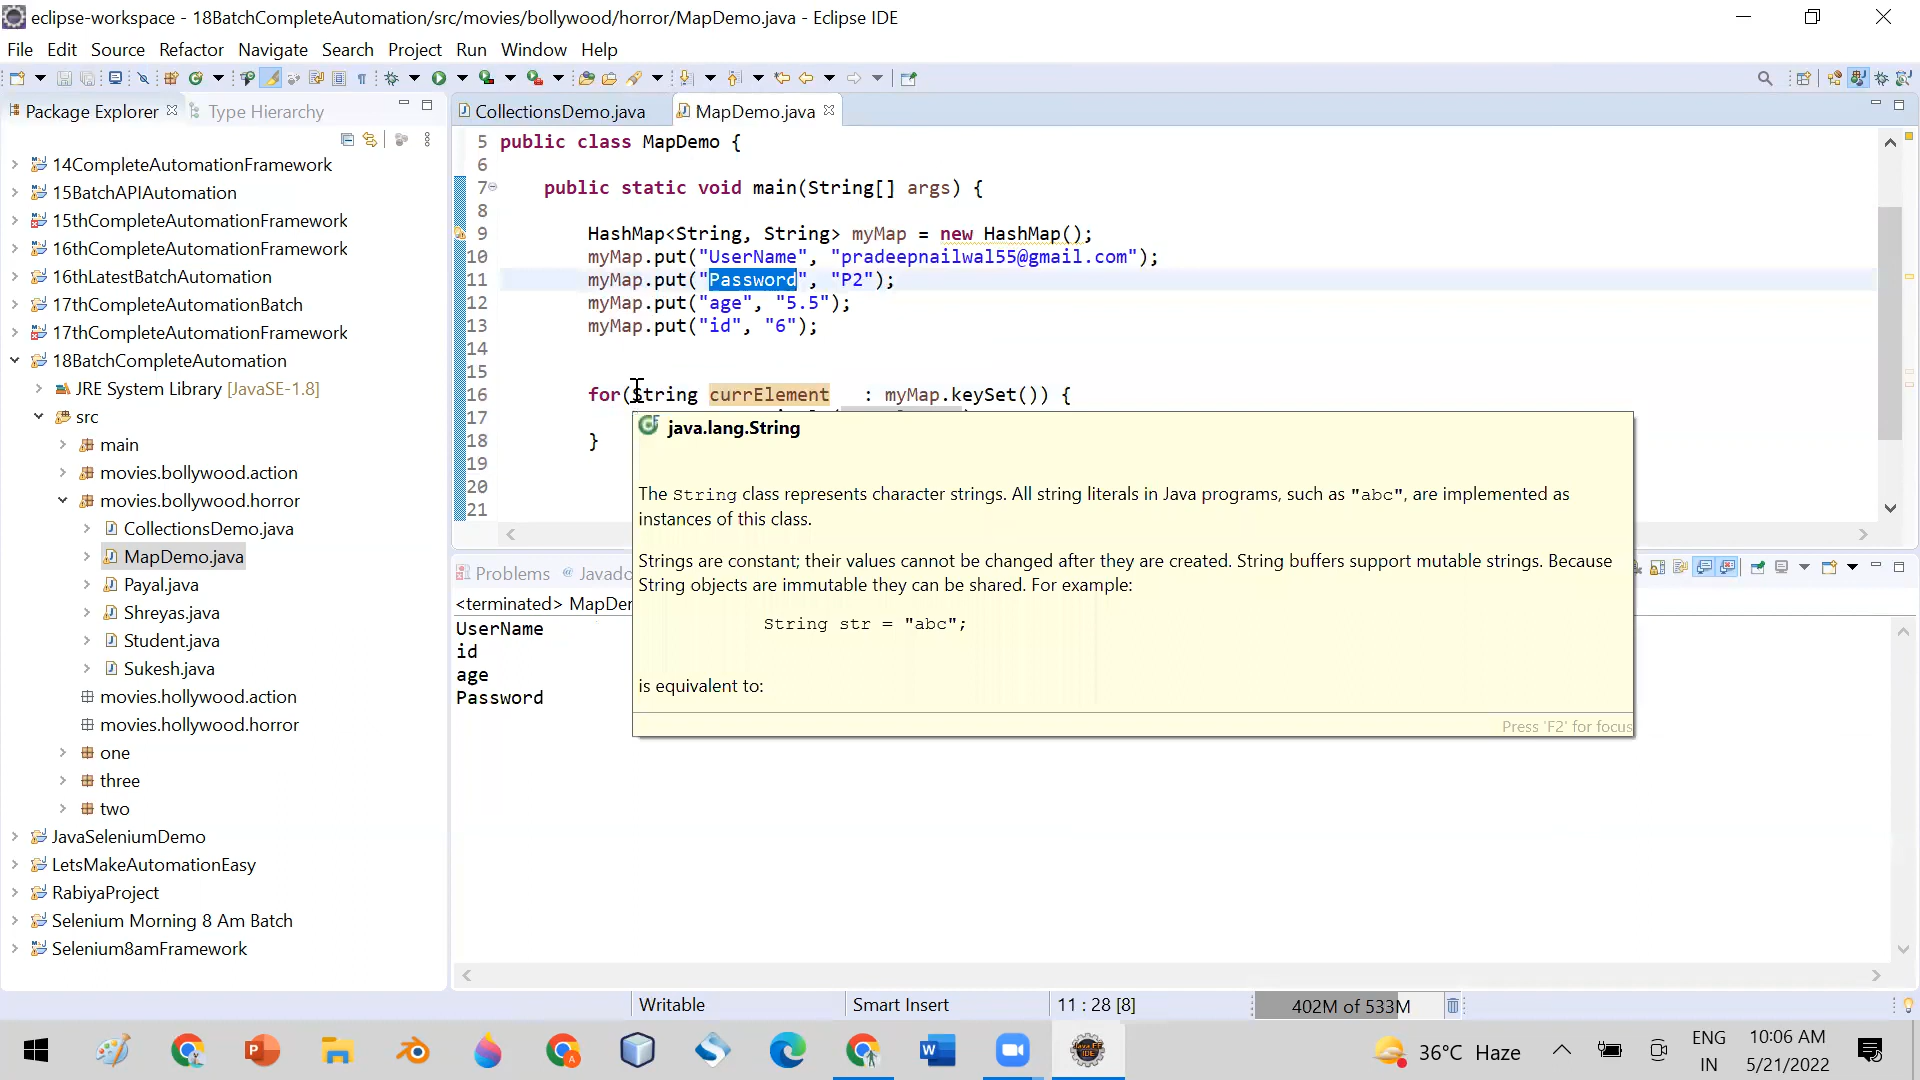 eclipse-workspace - 18BatchCompleteAutomation/src/movies/bollywood/horror/MapDemo.java - Eclipse IDE
File Edit Source Refactor Navigate Search Project Run Window Help
Package Explorer Type Hierarchy
14CompleteAutomationFramework
15BatchAPIAutomation
15thCompleteAutomationFramework
16thCompleteAutomationFramework
16thLatestBatchAutomation
17thCompleteAutomationBatch
17thCompleteAutomationFramework
18BatchCompleteAutomation
JRE System Library [JavaSE-1.8]
src
main
movies.bollywood.action
movies.bollywood.horror
CollectionsDemo.java
MapDemo.java
Payal.java
Shreyas.java
Student.java
Sukesh.java
movies.hollywood.action
movies.hollywood.horror
one
three
two
JavaSeleniumDemo
LetsMakeAutomationEasy
RabiyaProject
Selenium Morning 8 Am Batch
Selenium8amFramework
CollectionsDemo.java MapDemo.java
5 public class MapDemo {
6
7 public static void main(String[] args) {
8
9 HashMap<String, String> myMap = new HashMap();
10 myMap.put("UserName", "pradeepnailwal55@gmail.com");
11 myMap.put("Password", "P2");
12 myMap.put("age", "5.5");
13 myMap.put("id", "6");
14
15
16 for(String currElement : myMap.keySet()) {
17
18 }
19
20
21
java.lang.String
The String class represents character strings. All string literals in Java programs, such as "abc", are implemented as
instances of this class.
Strings are constant; their values cannot be changed after they are created. String buffers support mutable strings. Because
String objects are immutable they can be shared. For example:
String str = "abc";
is equivalent to:
Press 'F2' for focus
Problems @ Javado
<terminated> MapDer
UserName
id
age
Password
Writable Smart Insert 11 : 28 [8] 402M of 533M
36°C Haze ENG IN 10:06 AM 5/21/2022